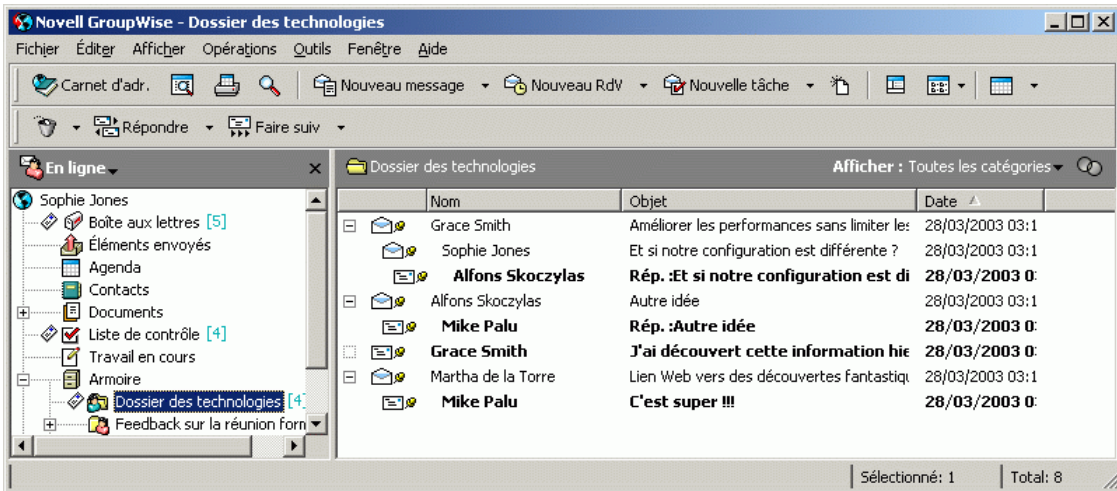 Novell GroupWise - Dossier des technologies
Fichier Éditer Afficher Opérations Outils Fenêtre Aide
Carnet d'adr. Nouveau message Nouveau RdV Nouvelle tâche
Répondre Faire suiv
En ligne
Sophie Jones
Boîte aux lettres [5]
Éléments envoyés
Agenda
Contacts
Documents
Liste de contrôle [4]
Travail en cours
Armoire
Dossier des technologies [4]
Feedback sur la réunion forn
Dossier des technologies Afficher : Toutes les catégories
Nom Objet Date
Grace Smith Améliorer les performances sans limiter les 28/03/2003 03:1
Sophie Jones Et si notre configuration est différente ? 28/03/2003 03:1
Alfons Skoczylas Rép. :Et si notre configuration est di 28/03/2003 0
Alfons Skoczylas Autre idée 28/03/2003 03:1
Mike Palu Rép. :Autre idée 28/03/2003 0
Grace Smith J'ai découvert cette information hie 28/03/2003 0
Martha de la Torre Lien Web vers des découvertes fantastiqu 28/03/2003 03:1
Mike Palu C'est super !!! 28/03/2003 0
Sélectionné: 1 Total: 8